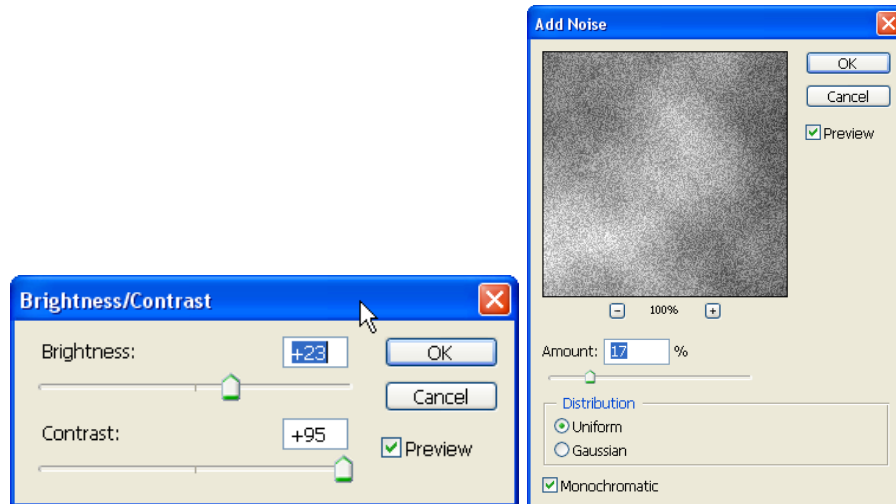 Brightness/Contrast
Brightness: +23 OK
Cancel
Contrast: +95 Preview
Add Noise
OK
Cancel
Preview
100%
Amount: 17 %
Distribution
Uniform
Gaussian
Monochromatic